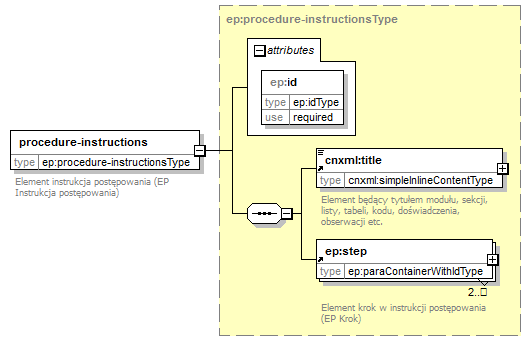 ep:procedure-instructionsType
attributes
ep:id
type ep:idType
use required
procedure-instructions
type ep:procedure-instructionsType
Element instrukcja postępowania (EP
Instrukcja postępowania)
cnxml:title
type cnxml:simpleInlineContentType
Element będący tytułem modułu, sekcji,
listy, tabeli, kodu, doświadczenia,
obserwacji etc.
ep:step
type ep:paraContainerWithIdType
2..
Element krok w instrukcji postępowania
(EP Krok)